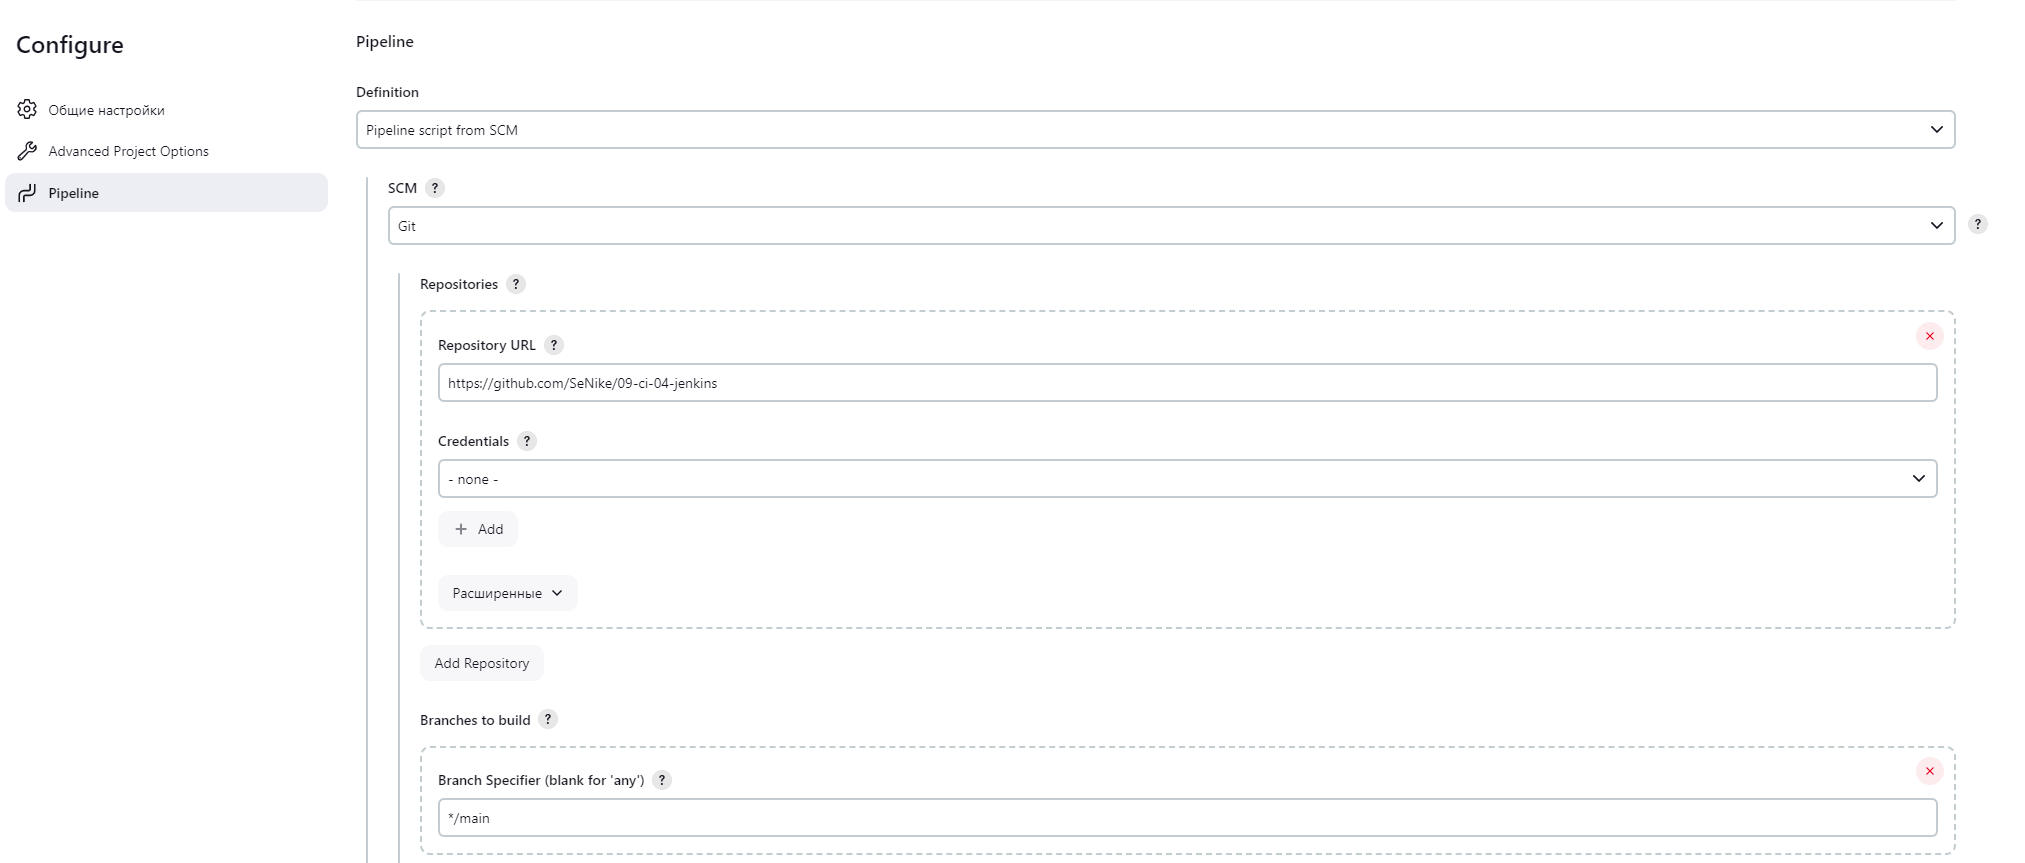 Configure
Общие настройки
Advanced Project Options
Pipeline
Pipeline
Definition
Pipeline script from SCM
SCM ?
Git
?
Repositories ?
Repository URL ?
https://github.com/SeNike/09-ci-04-jenkins
Credentials ?
- none -
+ Add
Расширенные
Add Repository
Branches to build ?
Branch Specifier (blank for 'any') ?
*/main